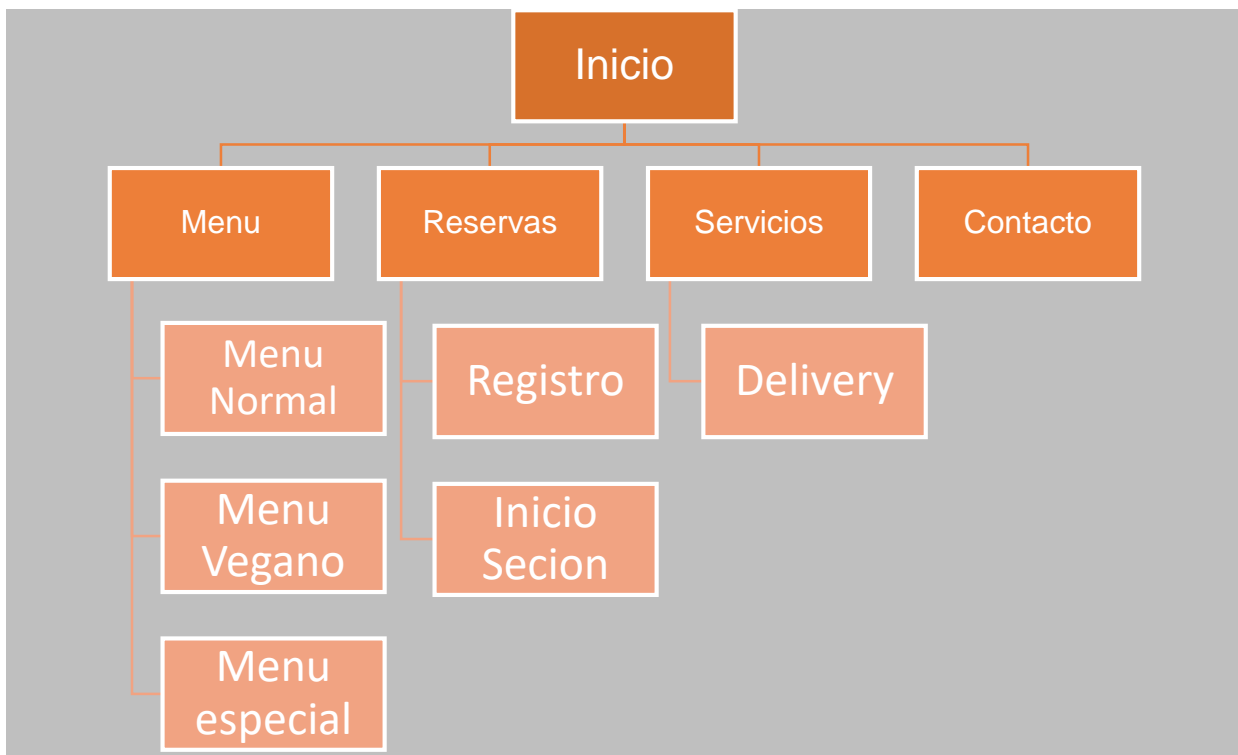 Inicio
Menu
Reservas
Servicios
Contacto
Menu
Normal
Registro
Delivery
Menu
Vegano
Inicio
Secion
Menu
especial